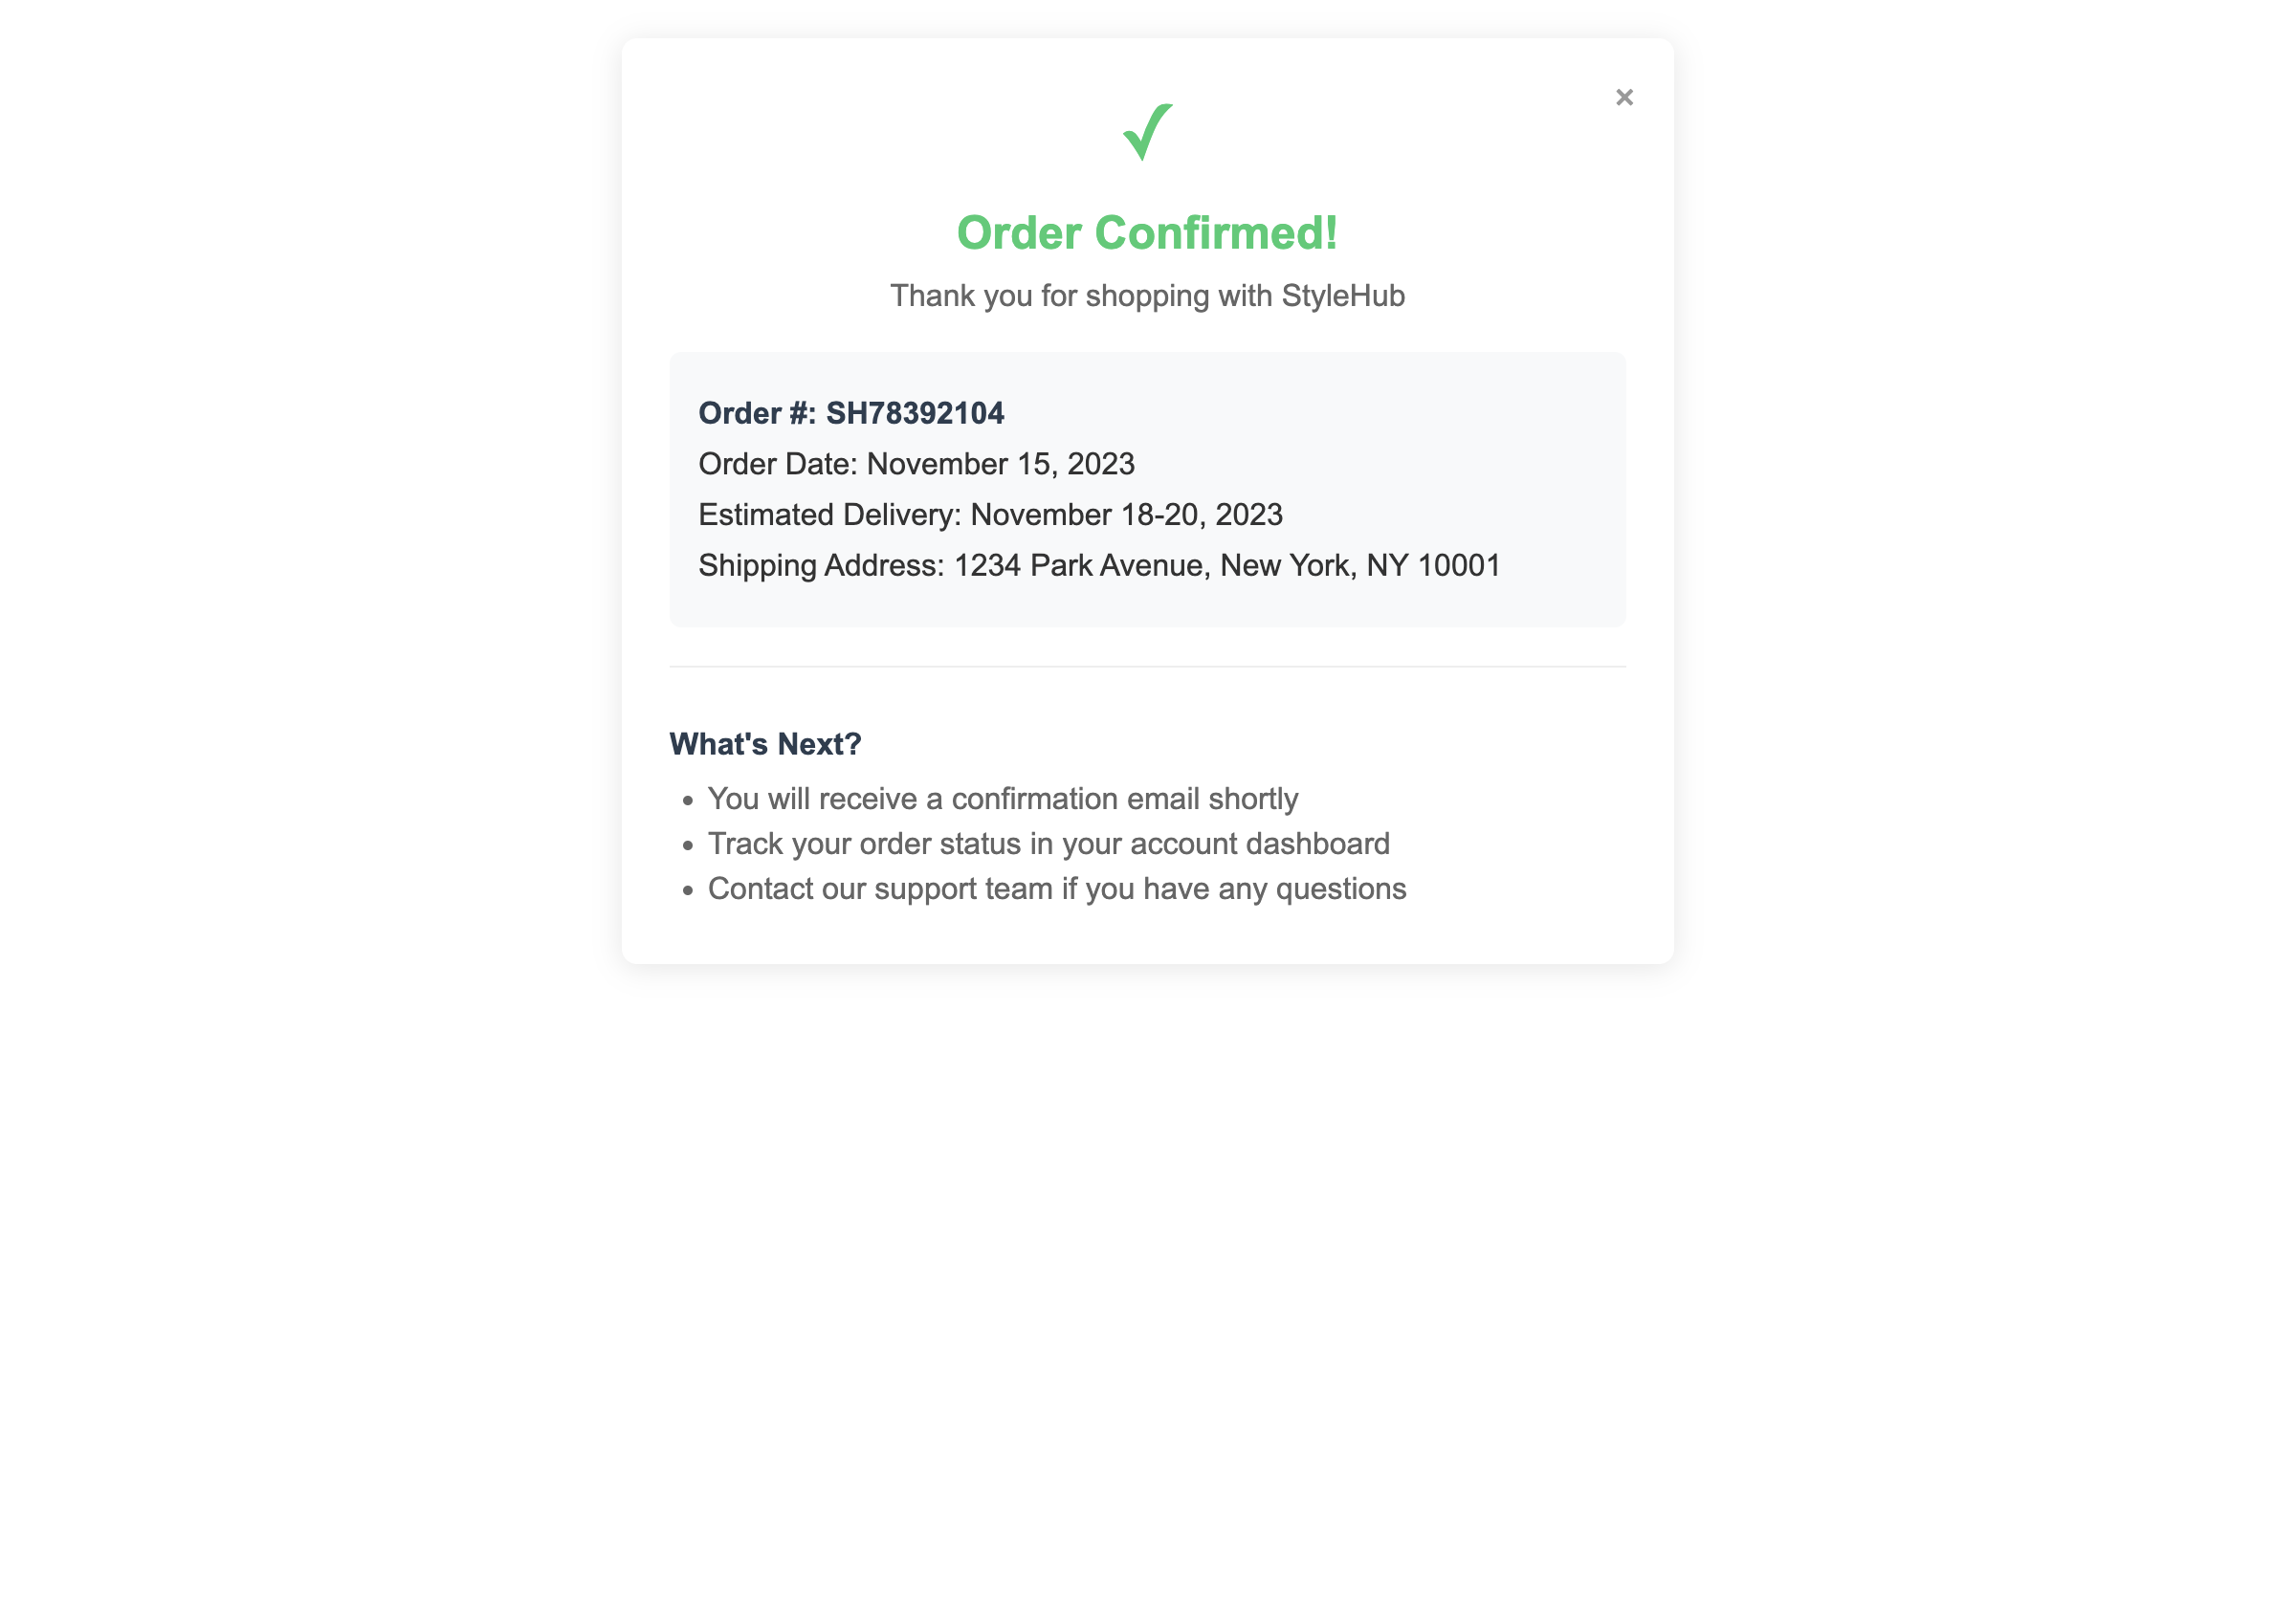 ×
✓
Order Confirmed!
Thank you for shopping with StyleHub
Order #: SH78392104
Order Date: November 15, 2023
Estimated Delivery: November 18-20, 2023
Shipping Address: 1234 Park Avenue, New York, NY 10001
What's Next?
• You will receive a confirmation email shortly
• Track your order status in your account dashboard
• Contact our support team if you have any questions